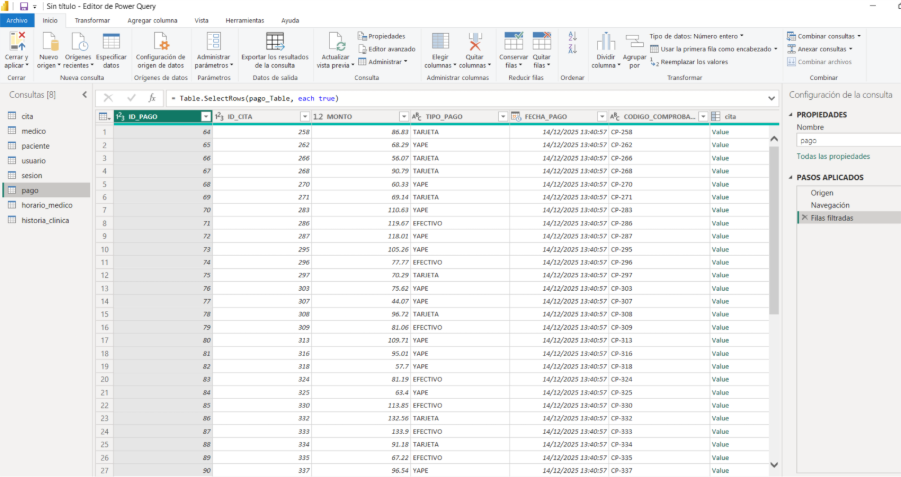 Sin título - Editor de Power Query
Archivo Inicio Transformar Agregar columna Vista Herramientas Ayuda
Cerrar y aplicar
Nuevo origen
Orígenes recientes
Especificar datos
Configuración de origen de datos
Administrar parámetros
Exportar los resultados de la consulta
Actualizar vista previa
Propiedades
Editor avanzado
Administrar
Elegir columnas
Quitar columnas
Conservar filas
Quitar filas
Dividir columna
Agrupar por
Tipo de datos: Número entero
Usar la primera fila como encabezado
Reemplazar los valores
Combinar consultas
Anexar consultas
Combinar archivos
Cerrar Nueva consulta Orígenes de datos Parámetros Datos de salida Consulta Administrar columnas Reducir filas Ordenar Transformar Combinar
Consultas [8]
cita
medico
paciente
usuario
sesion
pago
horario_medico
historia_clinica
= Table.SelectRows(pago_Table, each true)
ID_PAGO ID_CITA 1.2 MONTO TIPO_PAGO FECHA_PAGO CODIGO_COMPROBA... cita
1 64 258 86.83 TARJETA 14/12/2025 13:40:57 CP-258 Value
2 65 262 68.29 YAPE 14/12/2025 13:40:57 CP-262 Value
3 66 266 56.07 TARJETA 14/12/2025 13:40:57 CP-266 Value
4 67 268 90.79 TARJETA 14/12/2025 13:40:57 CP-268 Value
5 68 270 60.33 YAPE 14/12/2025 13:40:57 CP-270 Value
6 69 271 69.14 TARJETA 14/12/2025 13:40:57 CP-271 Value
7 70 283 110.63 YAPE 14/12/2025 13:40:57 CP-283 Value
8 71 286 119.67 EFECTIVO 14/12/2025 13:40:57 CP-286 Value
9 72 287 118.01 YAPE 14/12/2025 13:40:57 CP-287 Value
10 73 295 105.26 YAPE 14/12/2025 13:40:57 CP-295 Value
11 74 296 77.77 EFECTIVO 14/12/2025 13:40:57 CP-296 Value
12 75 297 70.29 TARJETA 14/12/2025 13:40:57 CP-297 Value
13 76 303 75.62 YAPE 14/12/2025 13:40:57 CP-303 Value
14 77 307 44.07 YAPE 14/12/2025 13:40:57 CP-307 Value
15 78 308 96.72 TARJETA 14/12/2025 13:40:57 CP-308 Value
16 79 309 81.06 EFECTIVO 14/12/2025 13:40:57 CP-309 Value
17 80 313 109.71 YAPE 14/12/2025 13:40:57 CP-313 Value
18 81 316 95.01 YAPE 14/12/2025 13:40:57 CP-316 Value
19 82 318 57.7 YAPE 14/12/2025 13:40:57 CP-318 Value
20 83 324 81.19 EFECTIVO 14/12/2025 13:40:57 CP-324 Value
21 84 325 63.4 YAPE 14/12/2025 13:40:57 CP-325 Value
22 85 330 113.85 EFECTIVO 14/12/2025 13:40:57 CP-330 Value
23 86 332 132.56 TARJETA 14/12/2025 13:40:57 CP-332 Value
24 87 333 133.9 EFECTIVO 14/12/2025 13:40:57 CP-333 Value
25 88 334 91.18 TARJETA 14/12/2025 13:40:57 CP-334 Value
26 89 335 67.22 EFECTIVO 14/12/2025 13:40:57 CP-335 Value
27 90 337 96.54 YAPE 14/12/2025 13:40:57 CP-337 Value
Configuración de la consulta
PROPIEDADES
Nombre
pago
Todas las propiedades
PASOS APLICADOS
Origen
Navegación
Filas filtradas